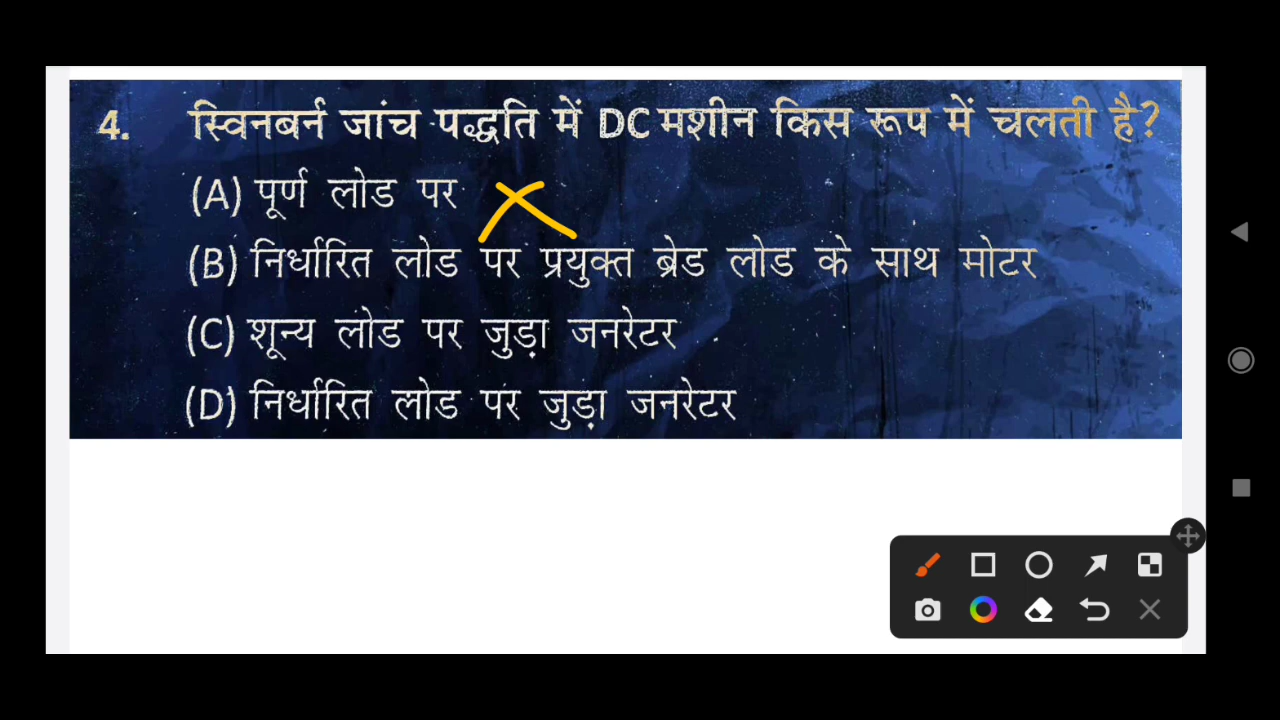 4. स्विनबर्न जांच पद्धति में DC मशीन किस रूप में चलती है?
(A) पूर्ण लोड पर
(B) निर्धारित लोड पर प्रयुक्त ब्रेड लोड के साथ मोटर
(C) शून्य लोड पर जुड़ा जनरेटर
(D) निर्धारित लोड पर जुड़ा जनरेटर